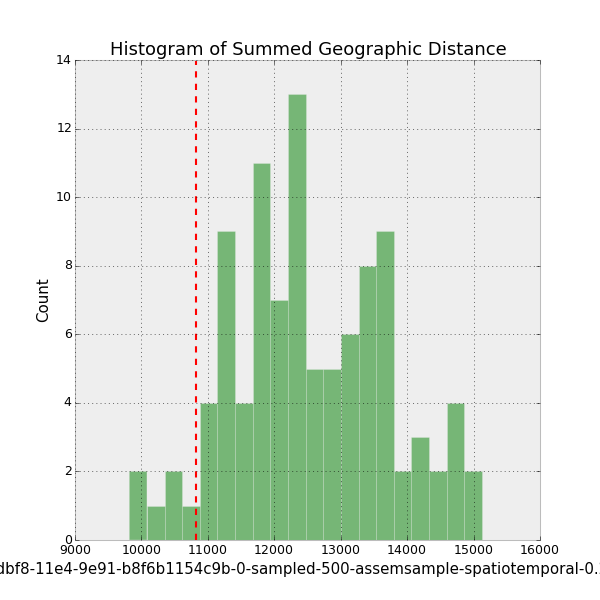 Histogram of Summed Geographic Distance
14
12
10
8
6
4
2
0
Count
9000 10000 11000 12000 13000 14000 15000 16000
dbf8-11e4-9e91-b8f6b1154c9b-0-sampled-500-assemsample-spatiotemporal-0.